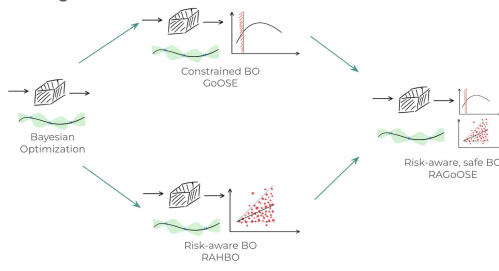 Constrained BO
GoOSE
Bayesian
Optimization
Risk-aware, safe BO
RAGoOSE
Risk-aware BO
RAHBO